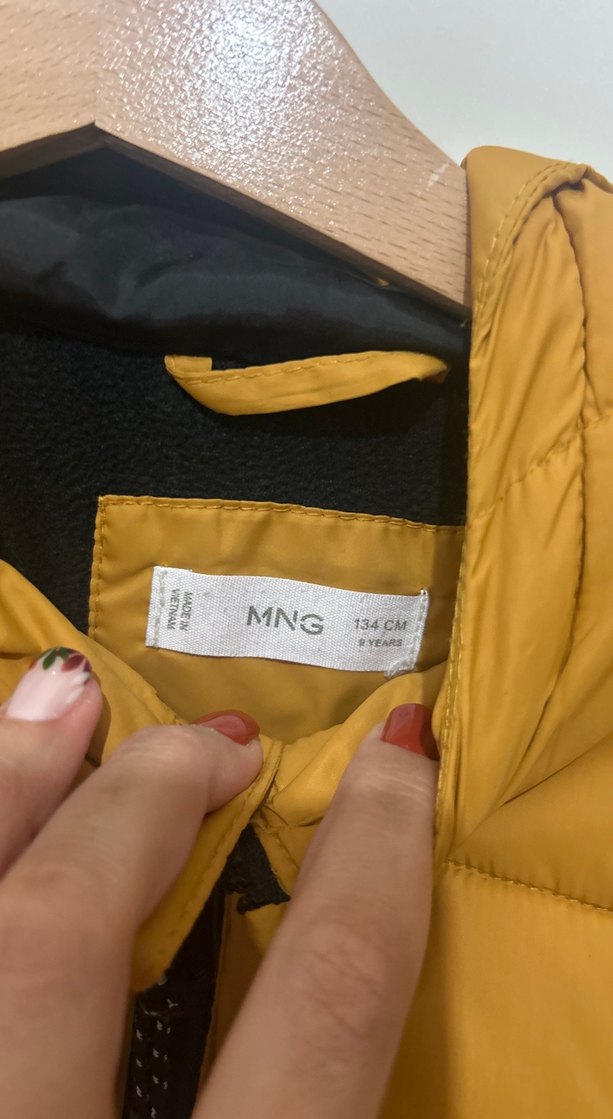 MADE IN
VIETNAM
MNG
134 CM
9 YEARS